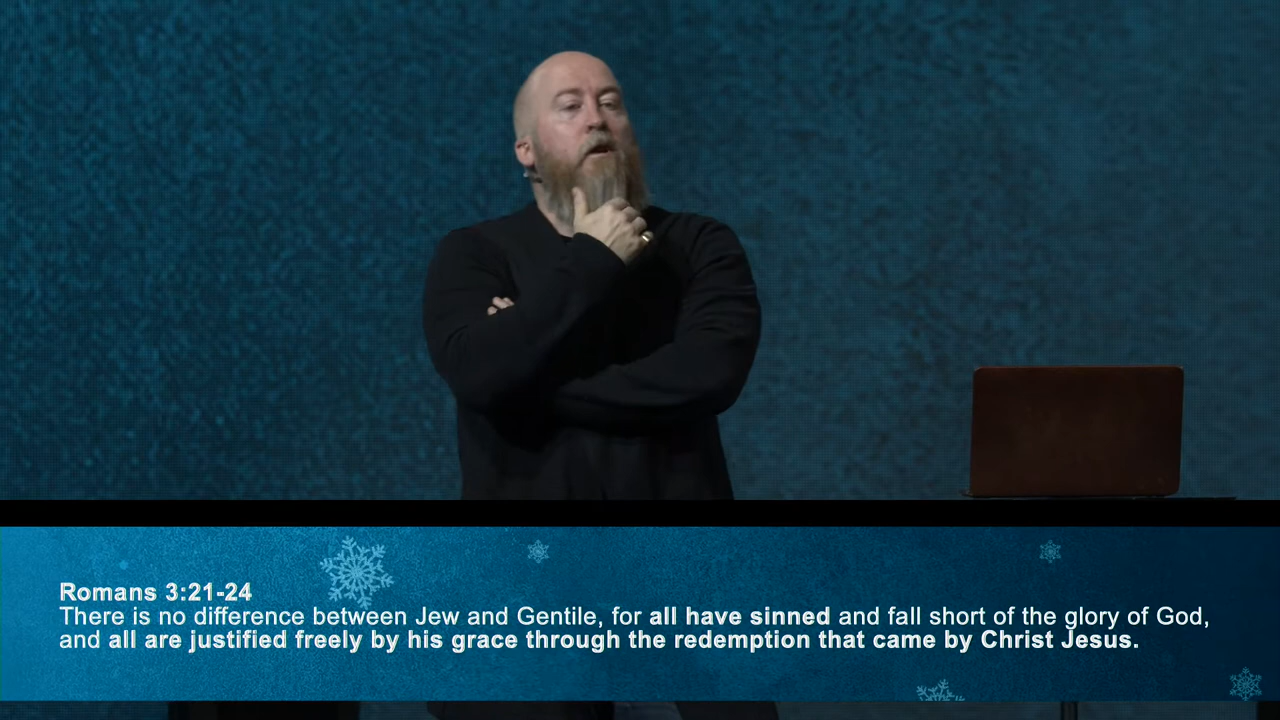 Romans 3:21-24
There is no difference between Jew and Gentile, for all have sinned and fall short of the glory of God,
and all are justified freely by his grace through the redemption that came by Christ Jesus.